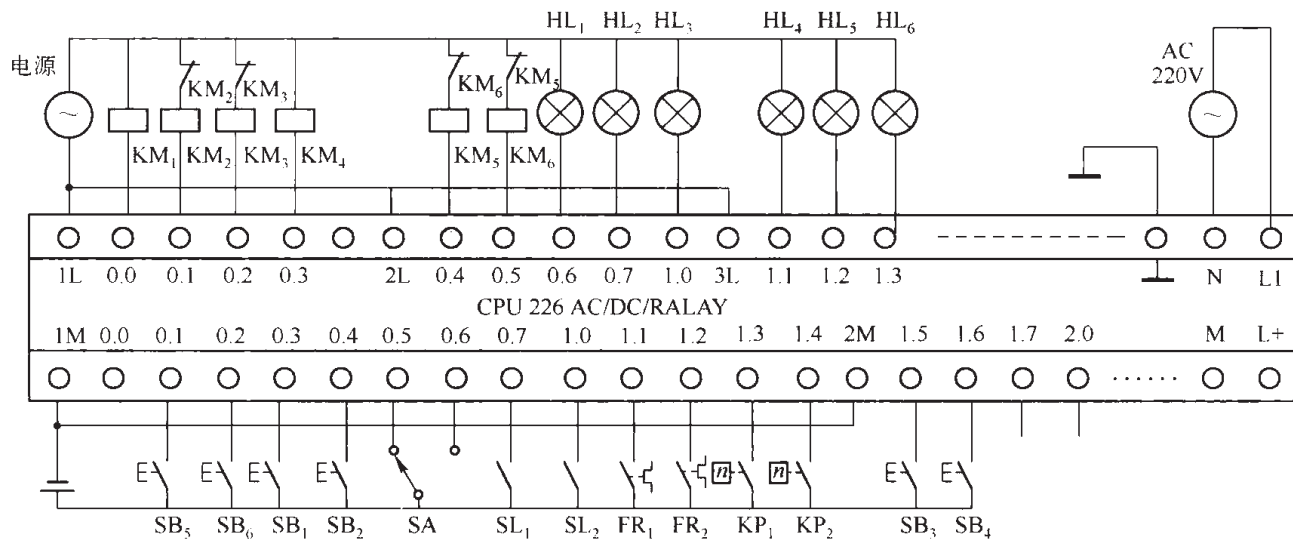 HL₁ HL₂ HL₃ HL₄ HL₅ HL₆
电源
AC
220V
KM₂ KM₃ KM₆ KM₅
~ ~
KM₁ KM₂ KM₃ KM₄ KM₅ KM₆
1L 0.0 0.1 0.2 0.3 2L 0.4 0.5 0.6 0.7 1.0 3L 1.1 1.2 1.3 N L1
CPU 226 AC/DC/RALAY
1M 0.0 0.1 0.2 0.3 0.4 0.5 0.6 0.7 1.0 1.1 1.2 1.3 1.4 2M 1.5 1.6 1.7 2.0 M L+
n n
SB₅ SB₆ SB₁ SB₂ SA SL₁ SL₂ FR₁ FR₂ KP₁ KP₂ SB₃ SB₄